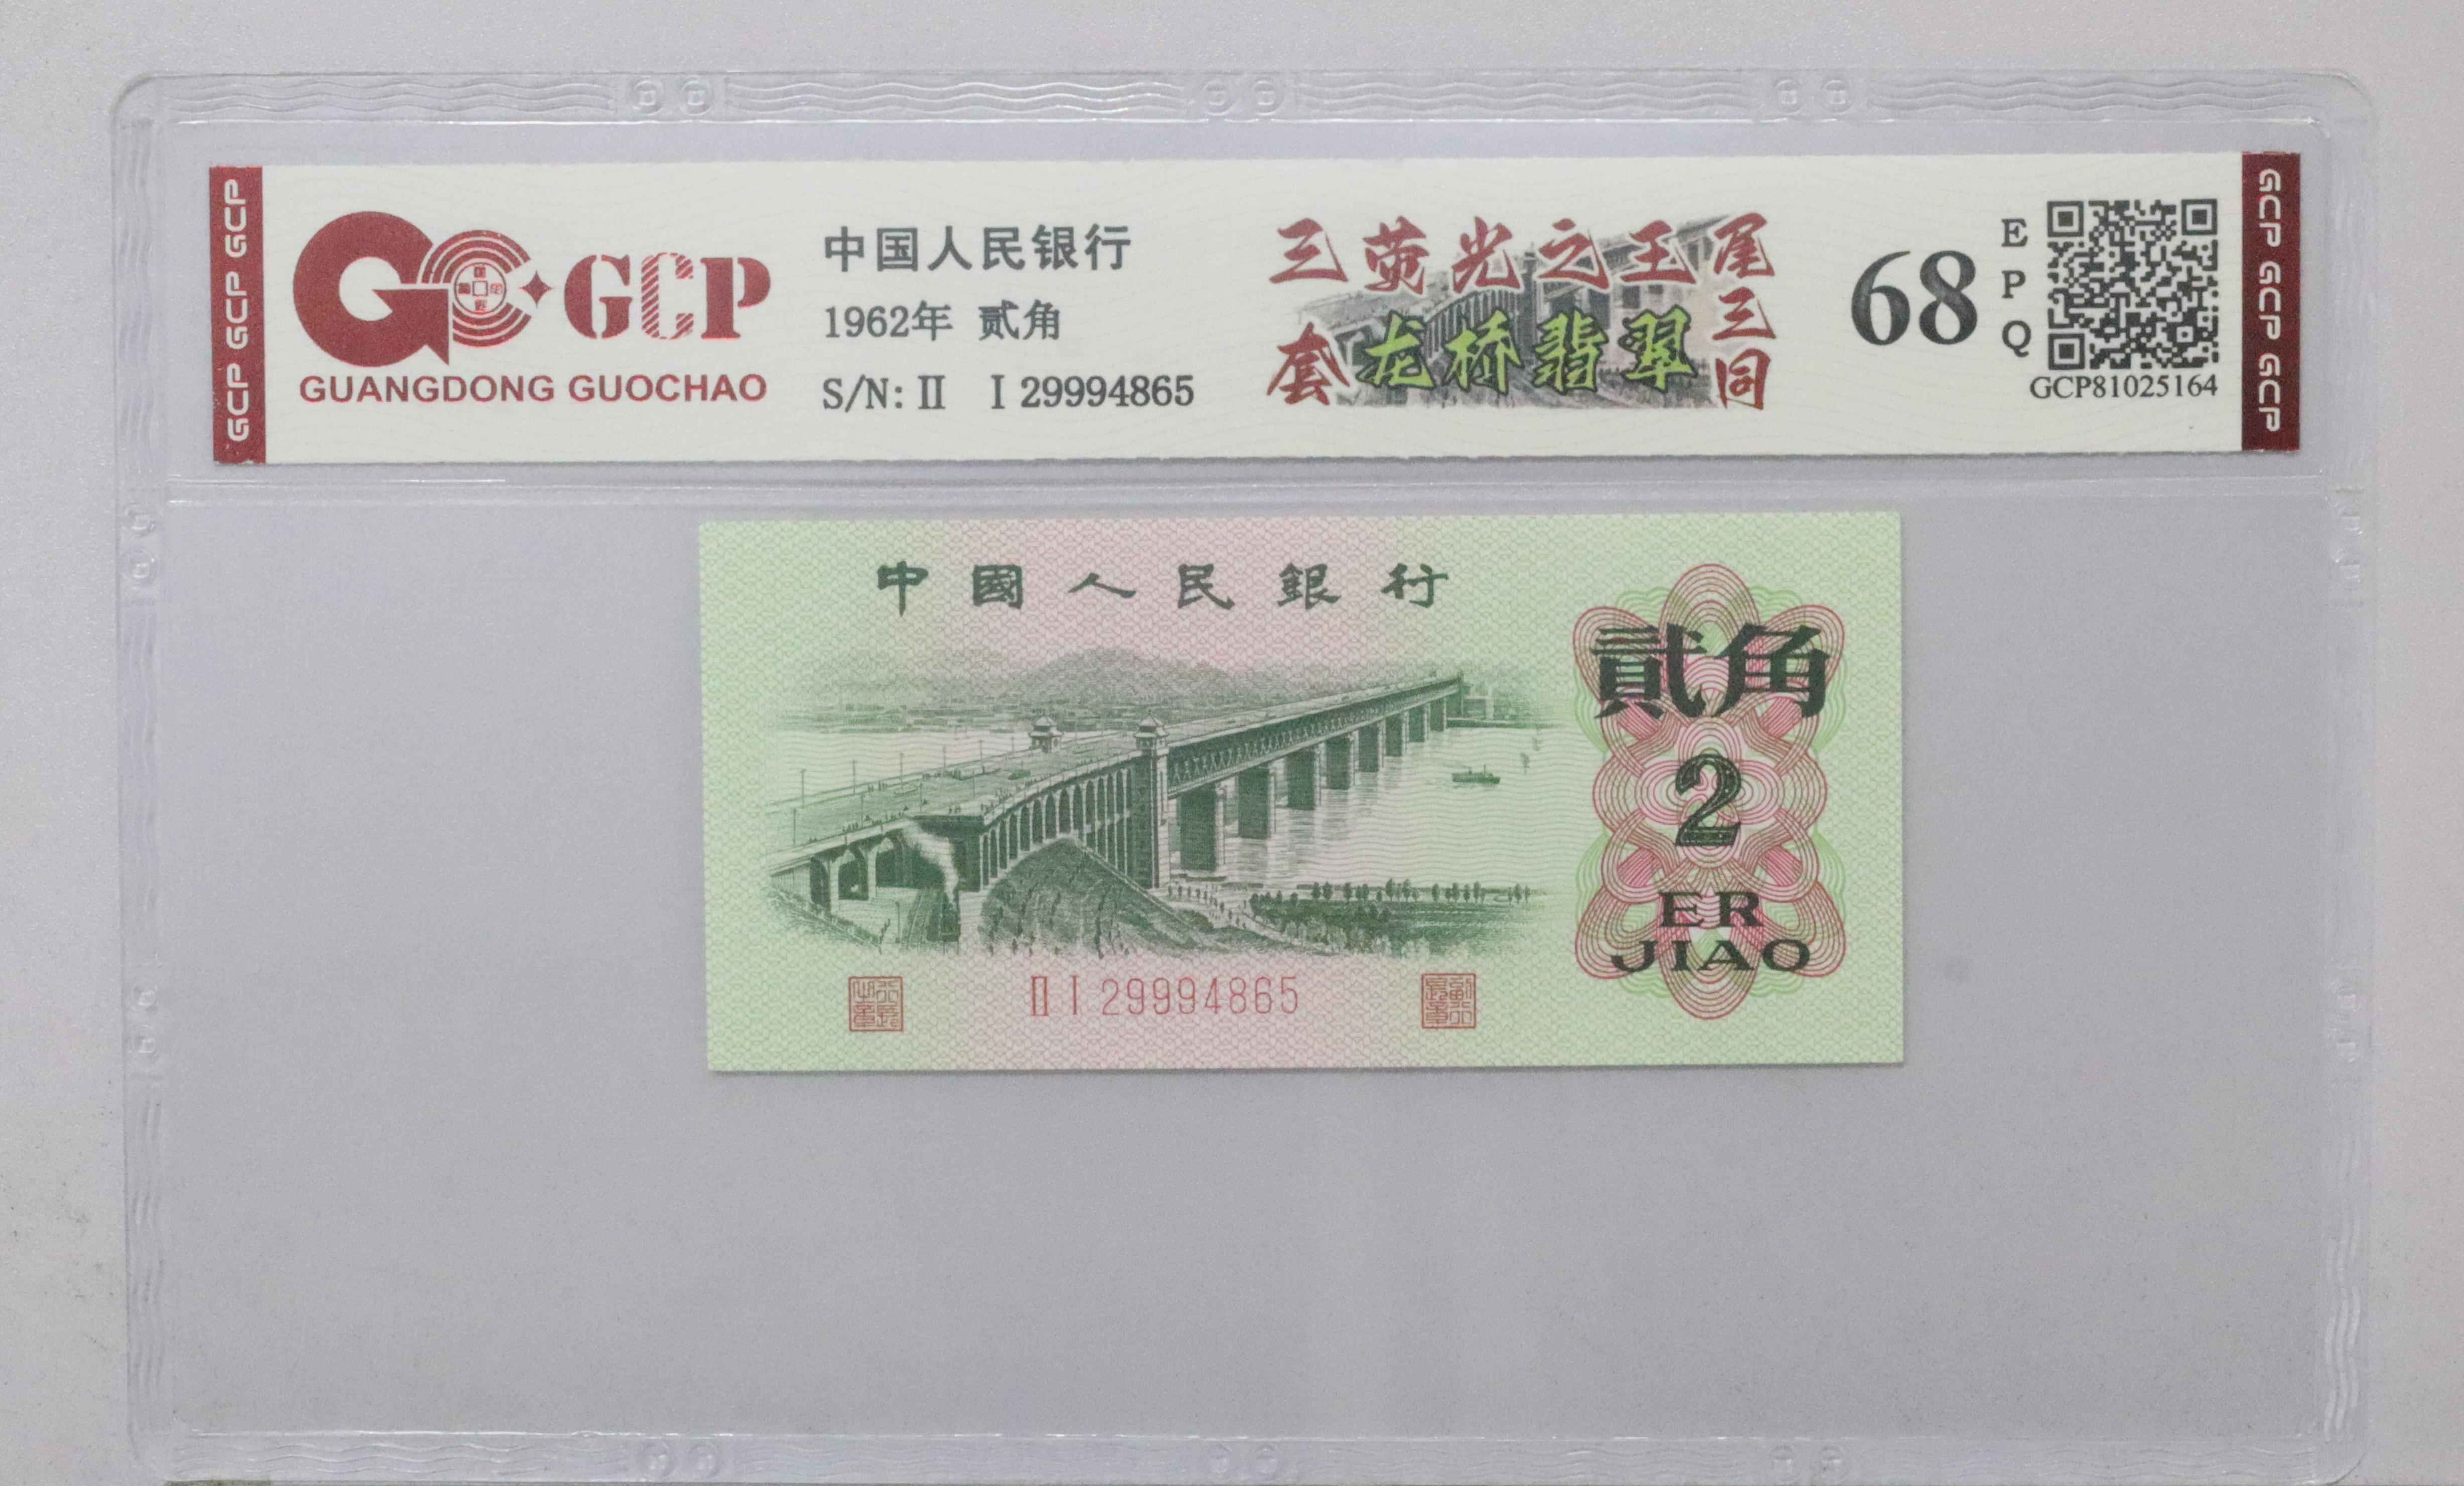 GCP GCP GCP
GCP
GUANGDONG GUOCHAO
中国人民银行
1962年 贰角
S/N: II I 29994865
三荧光之王
套龙桥翡翠
尾三同
68
EPQ
GCP81025164
GCP GCP GCP
中國人民銀行
貳角
2
ER
JIAO
II I 29994865